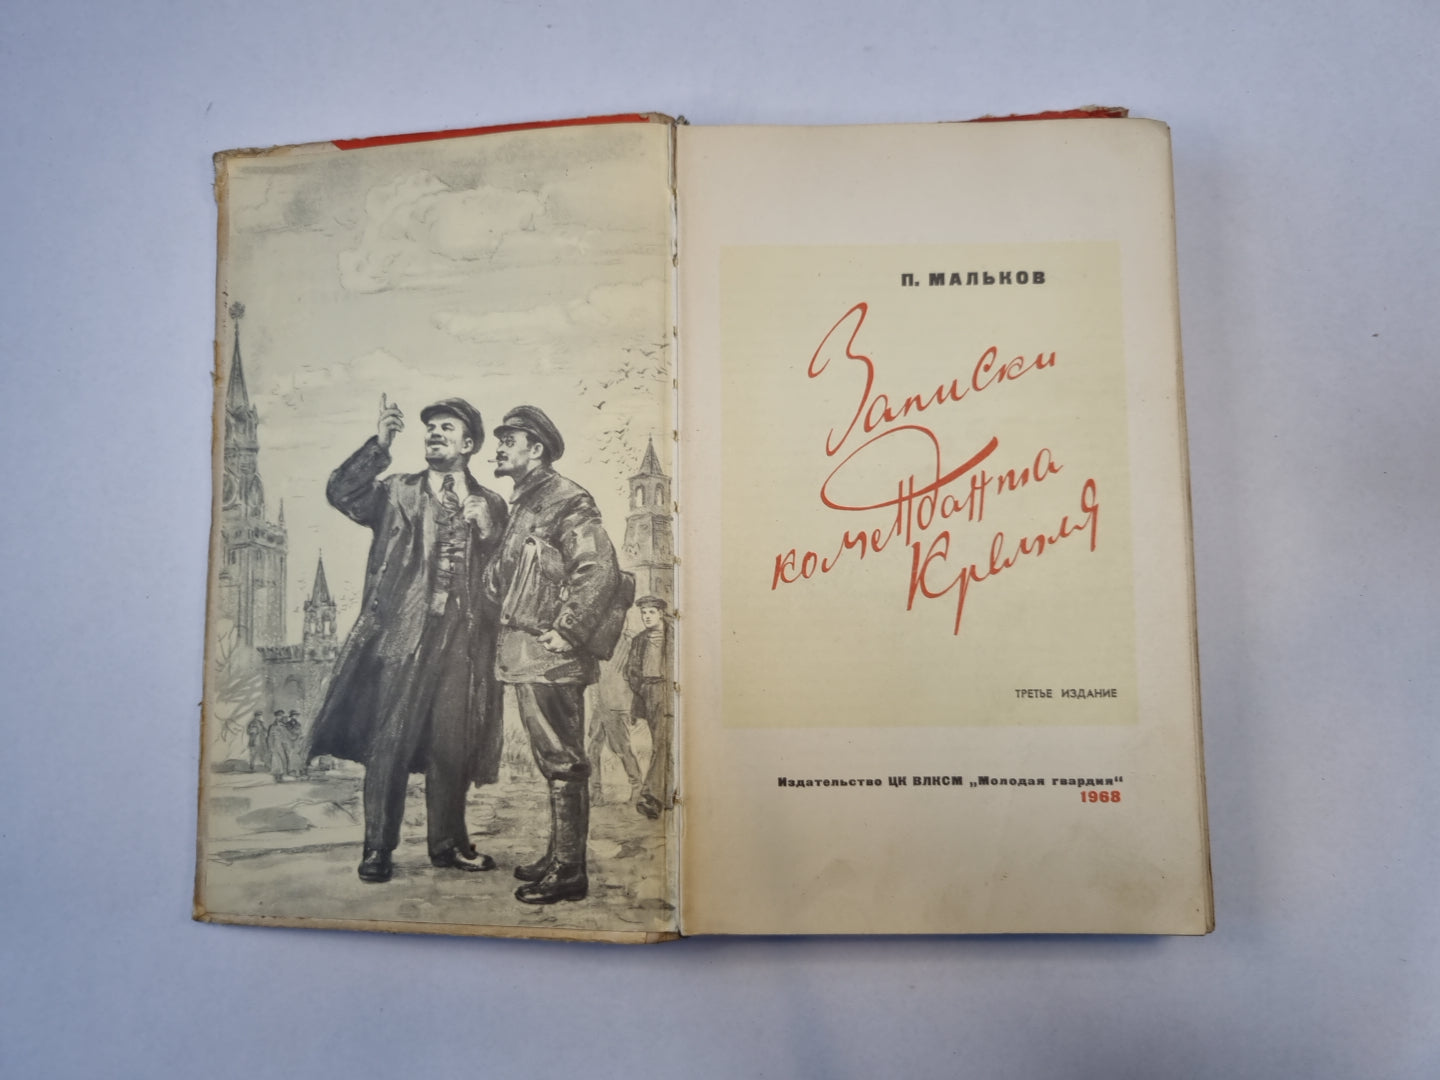 П. МАЛЬКОВ
Записки
коменданта
Кремля
ТРЕТЬЕ ИЗДАНИЕ
Издательство ЦК ВЛКСМ „Молодая гвардия“
1968